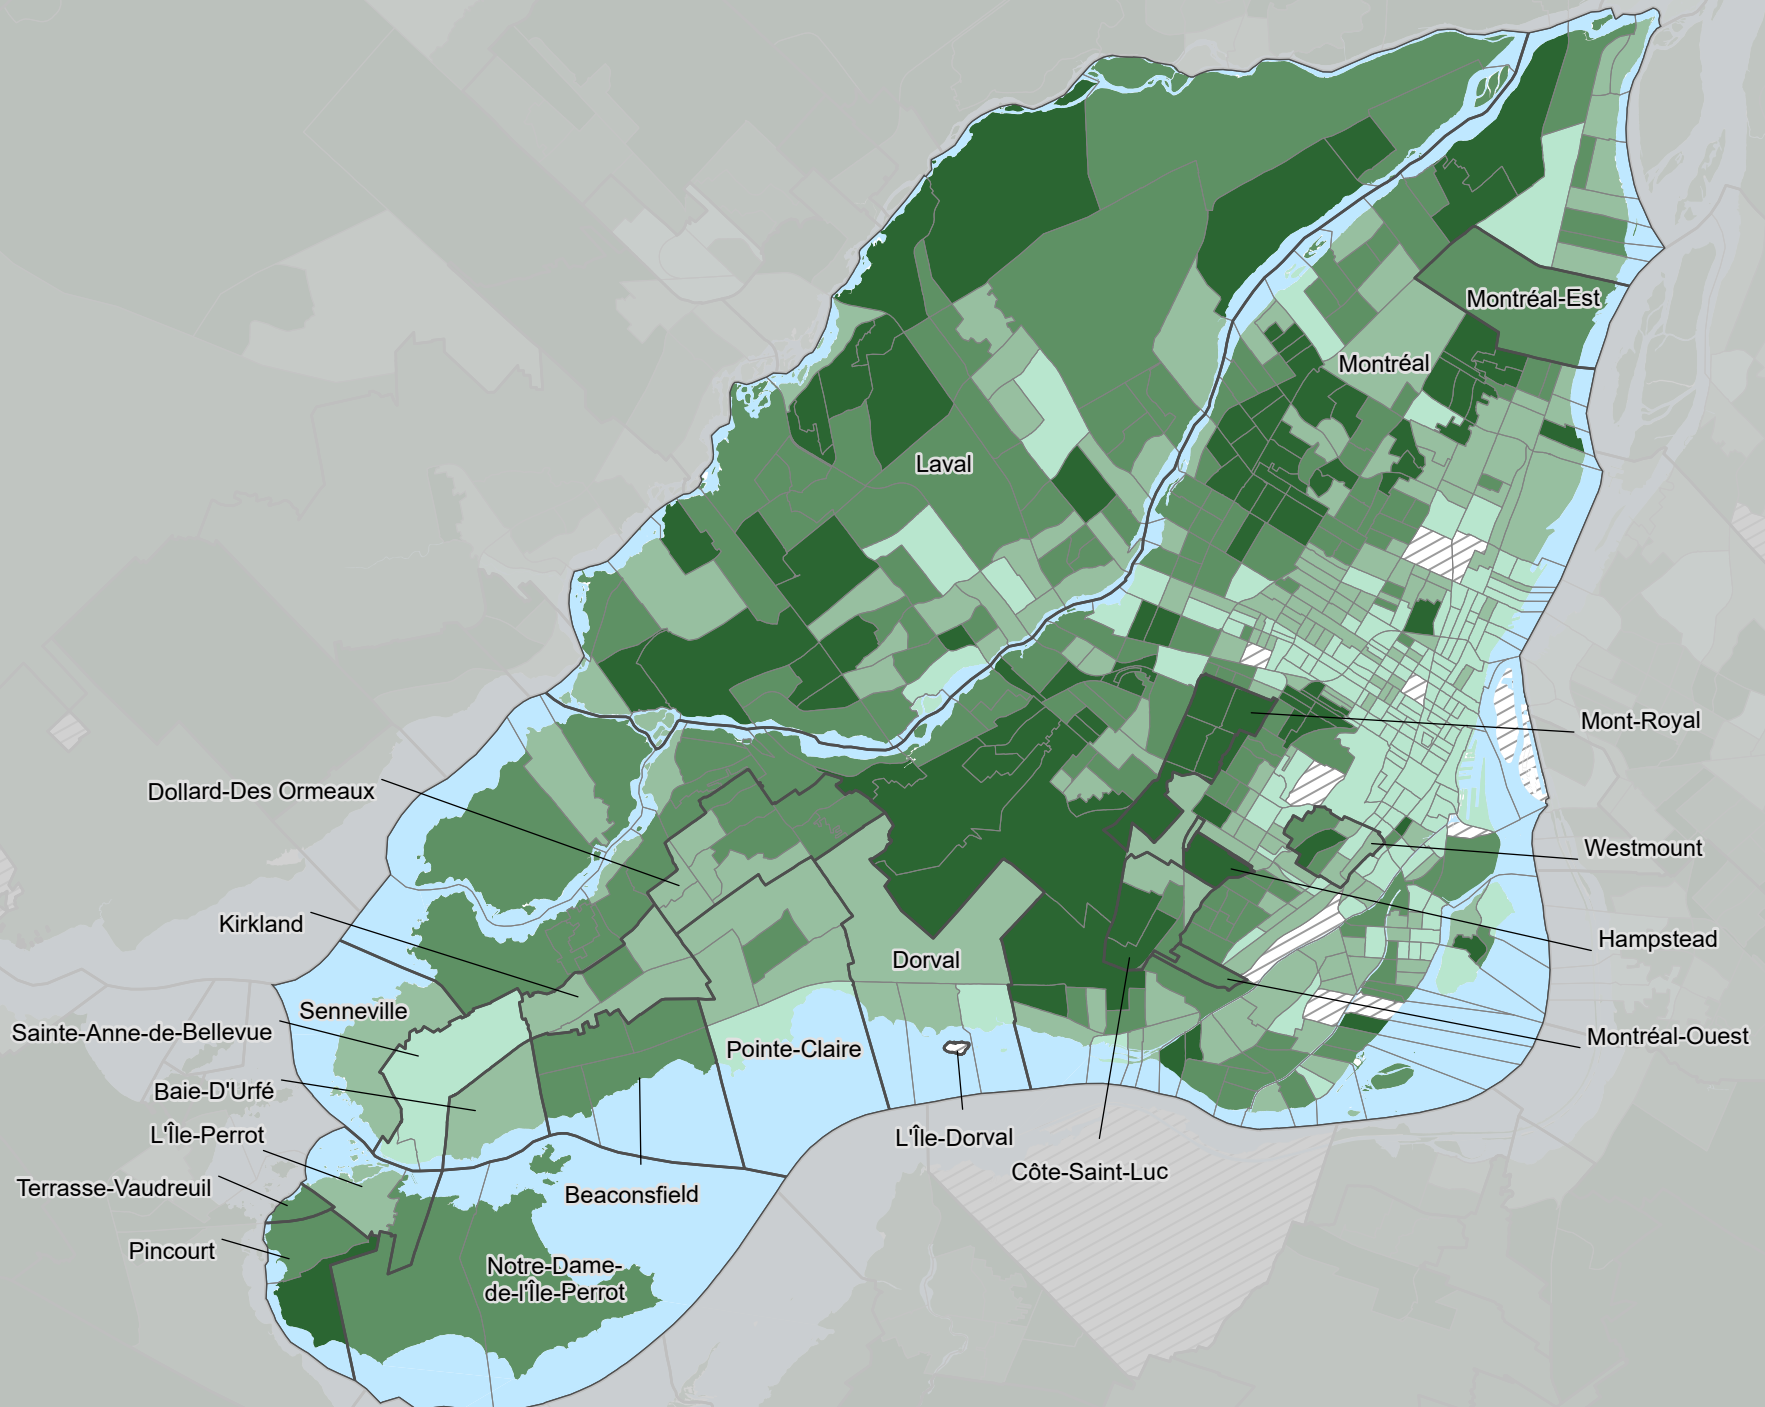 Montréal-Est
Montréal
Laval
Mont-Royal
Dollard-Des Ormeaux
Westmount
Kirkland
Hampstead
Dorval
Senneville
Sainte-Anne-de-Bellevue
Montréal-Ouest
Pointe-Claire
Baie-D'Urfé
L'Île-Perrot
L'Île-Dorval
Côte-Saint-Luc
Terrasse-Vaudreuil
Beaconsfield
Pincourt
Notre-Dame-
de-l'Île-Perrot